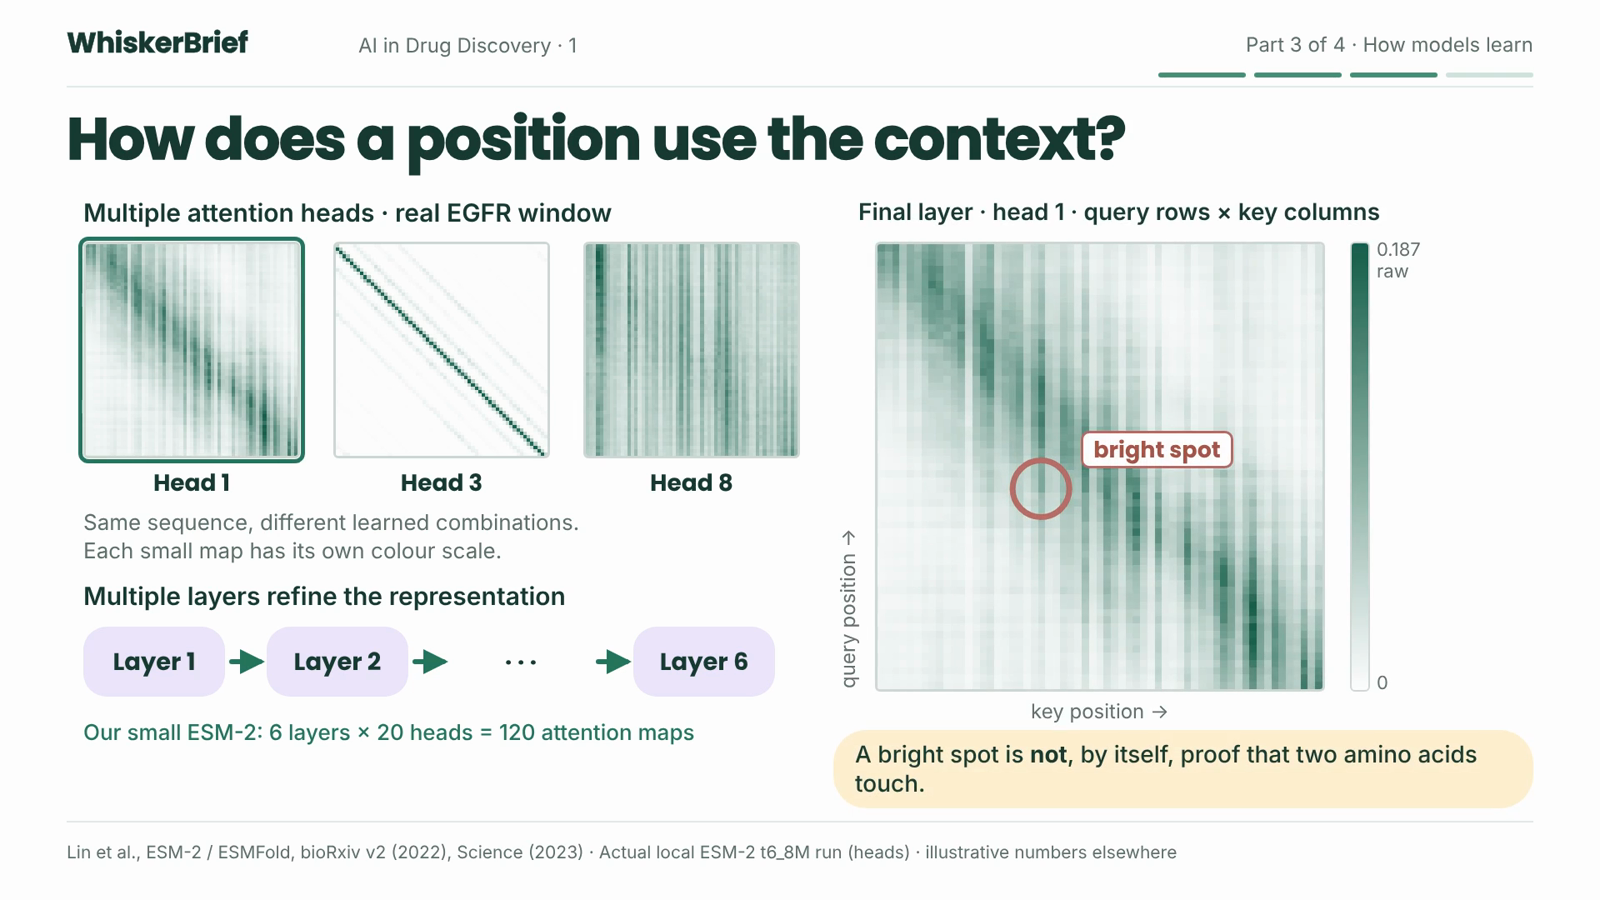 WhiskerBrief
AI in Drug Discovery · 1
Part 3 of 4 · How models learn
How does a position use the context?
Multiple attention heads · real EGFR window
Head 1
Head 3
Head 8
Same sequence, different learned combinations.
Each small map has its own colour scale.
Multiple layers refine the representation
Layer 1
Layer 2
...
Layer 6
Our small ESM-2: 6 layers × 20 heads = 120 attention maps
Final layer · head 1 · query rows × key columns
0.187
raw
bright spot
query position →
0
key position →
A bright spot is not, by itself, proof that two amino acids
touch.
Lin et al., ESM-2 / ESMFold, bioRxiv v2 (2022), Science (2023) · Actual local ESM-2 t6_8M run (heads) · illustrative numbers elsewhere